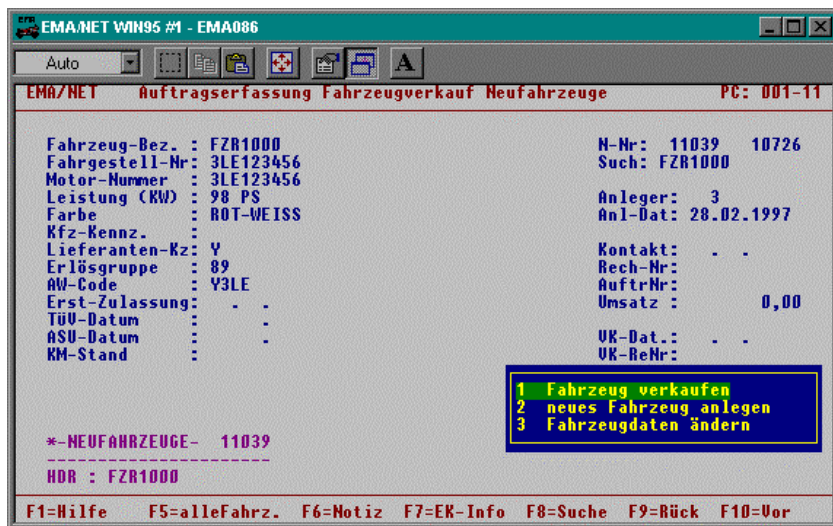 EMA/NET WIN95 #1 - EMA086
Auto
A
EMA/NET Auftragserfassung Fahrzeugverkauf Neufahrzeuge PC: 001-11
Fahrzeug-Bez. : FZR1000 N-Nr: 11039 10726
Fahrgestell-Nr: 3LE123456 Such: FZR1000
Motor-Nummer : 3LE123456
Leistung (KW) : 98 PS Anleger: 3
Farbe : ROT-WEISS Anl-Dat: 28.02.1997
Kfz-Kennz. :
Lieferanten-Kz: Y Kontakt: . .
Erlösgruppe : 89 Rech-Nr:
AW-Code : Y3LE AuftrNr:
Erst-Zulassung: . . Umsatz : 0,00
TüV-Datum : .
ASU-Datum : . VK-Dat.: . .
KM-Stand : VK-ReNr:
1 Fahrzeug verkaufen
2 neues Fahrzeug anlegen
3 Fahrzeugdaten ändern
*-NEUFAHRZEUGE- 11039
HDR : FZR1000
F1=Hilfe F5=alleFahrz. F6=Notiz F7=EK-Info F8=Suche F9=Rück F10=Vor